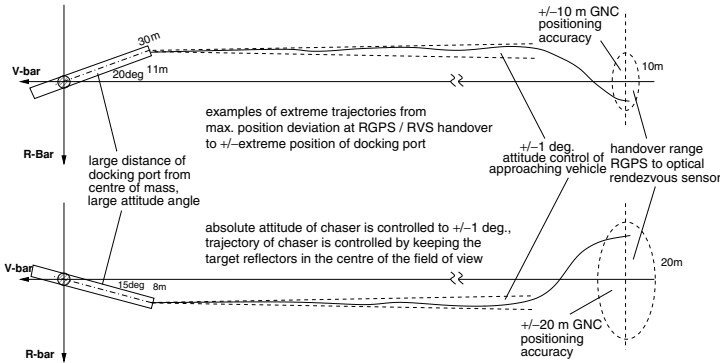 30m
+/−10 m GNC
positioning
accuracy
V-bar
20deg
11m
10m
examples of extreme trajectories from
max. position deviation at RGPS / RVS handover
to +/−extreme position of docking port
R-Bar
large distance of
docking port from
centre of mass,
large attitude angle
+/−1 deg.
attitude control of
approaching vehicle
handover range
RGPS to optical
rendezvous sensor
absolute attitude of chaser is controlled to +/−1 deg.,
trajectory of chaser is controlled by keeping the
target reflectors in the centre of the field of view
V-bar
15deg
8m
20m
+/−20 m GNC
positioning
accuracy
R-bar